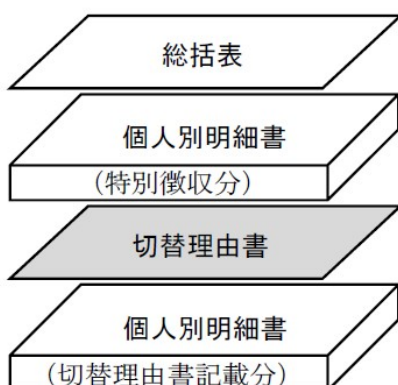 総括表
個人別明細書
（特別徴収分）
切替理由書
個人別明細書
（切替理由書記載分）